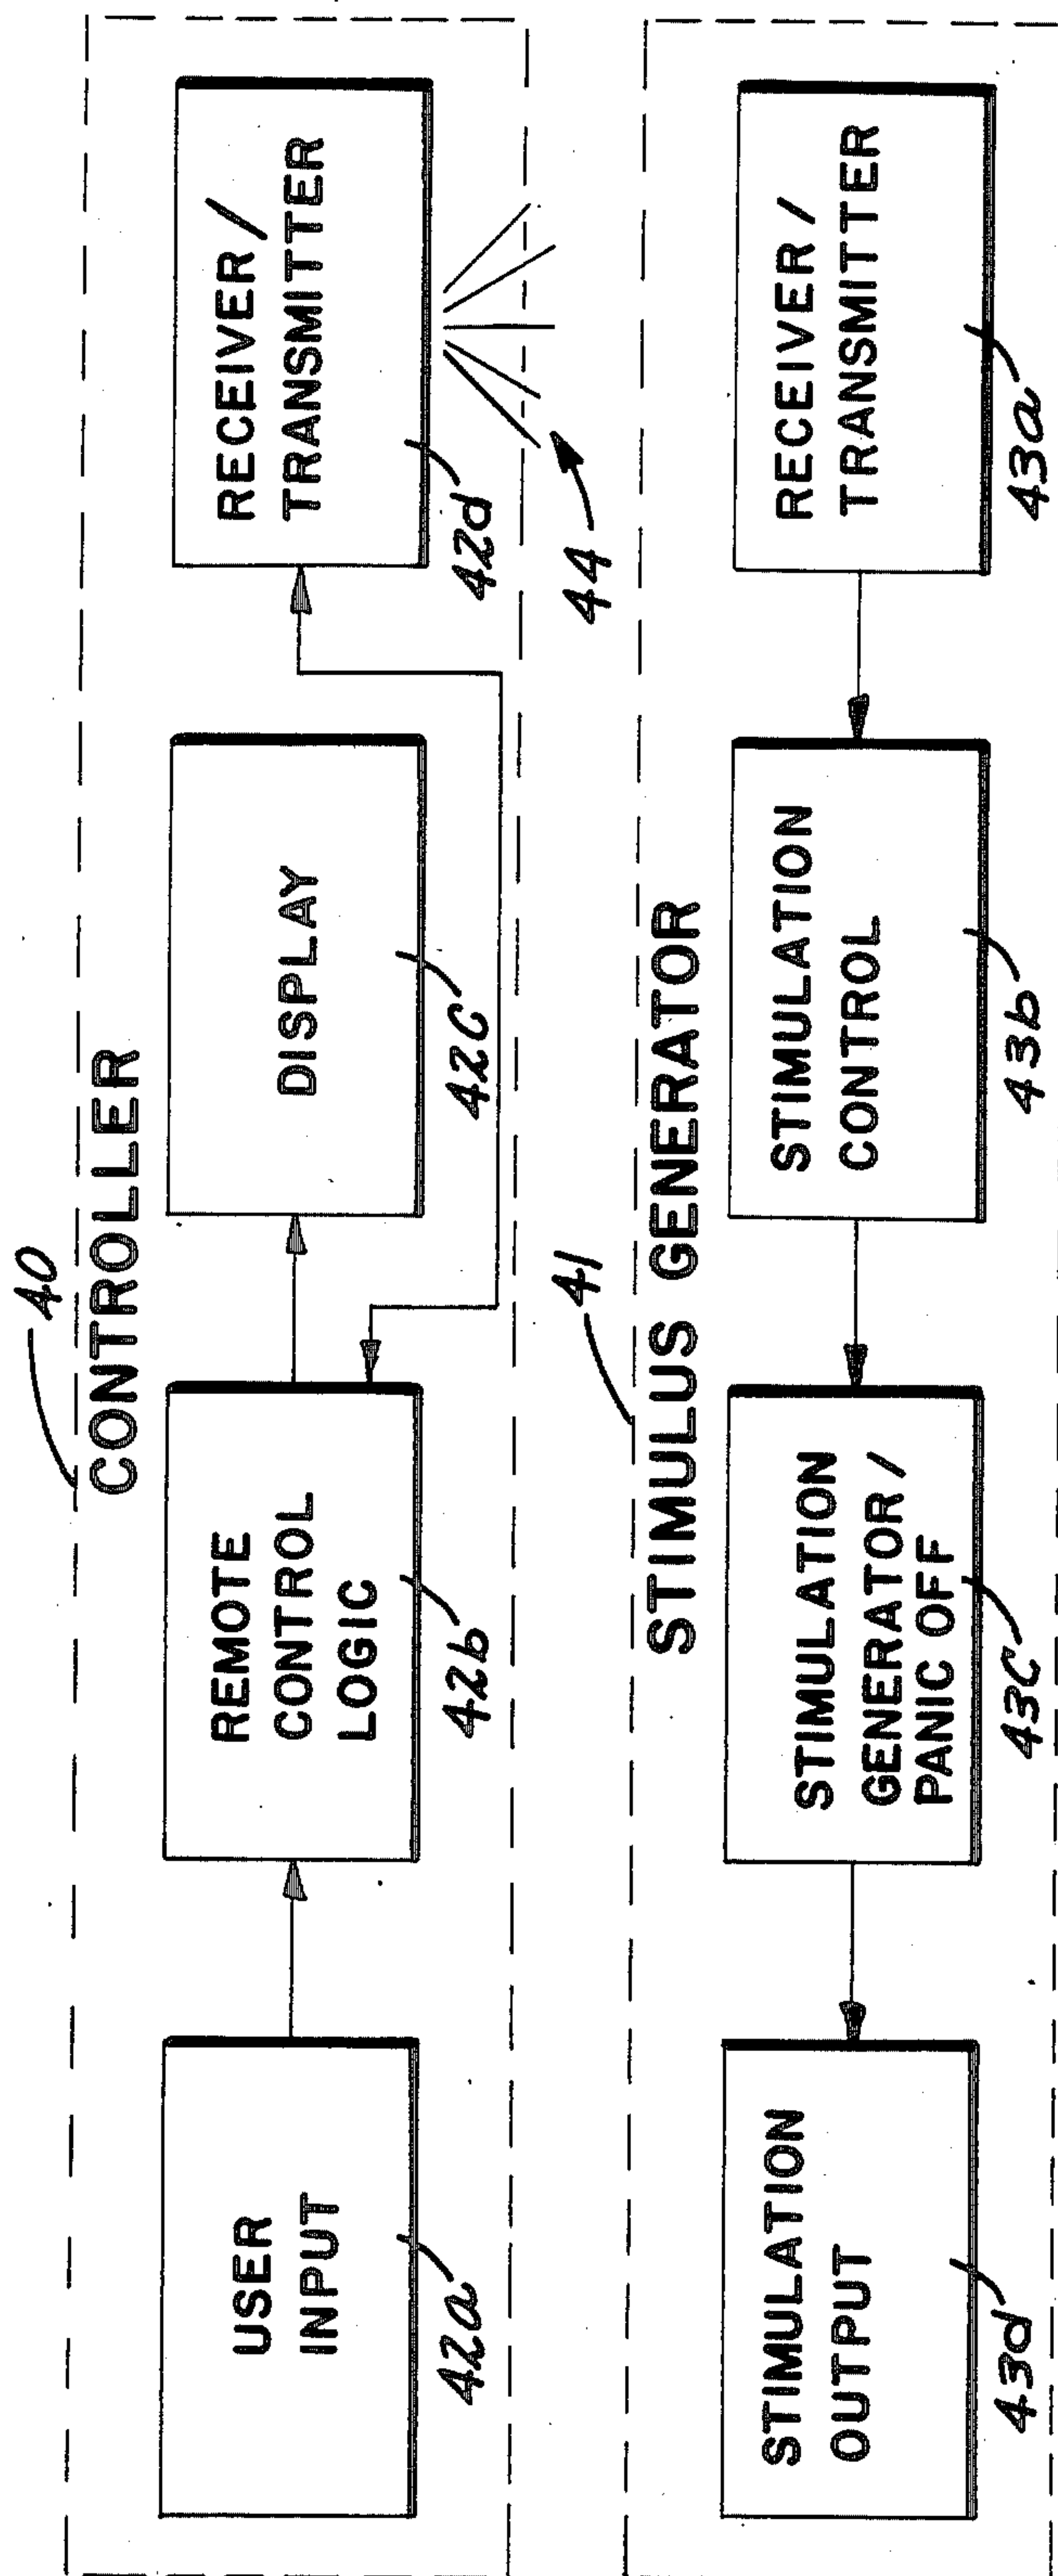 40
CONTROLLER
USER
INPUT
42a
REMOTE
CONTROL
LOGIC
42b
DISPLAY
42c
RECEIVER /
TRANSMITTER
42d
44
41
STIMULUS GENERATOR
STIMULATION
OUTPUT
43d
STIMULATION
GENERATOR /
PANIC OFF
43c
STIMULATION
CONTROL
43b
RECEIVER /
TRANSMITTER
43a